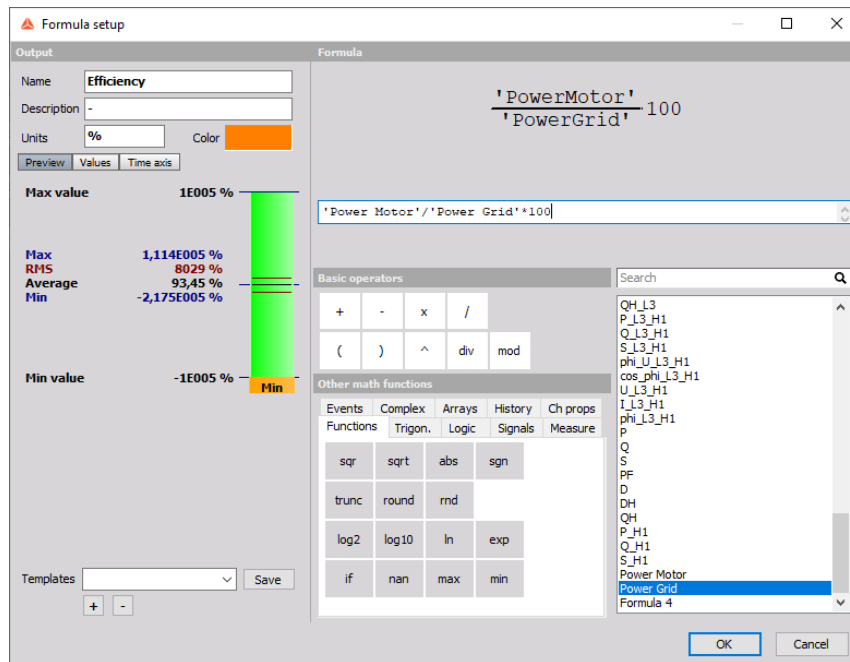 Formula setup
Output
Name Efficiency
Description -
Units % Color
Preview Values Time axis
Max value 1E005 %
Max 1,114E005 %
RMS 8029 %
Average 93,45 %
Min -2,175E005 %
Min value -1E005 %
Min
Templates Save
+ -
Formula
'PowerMotor'
'PowerGrid' ·100
'Power Motor'/'Power Grid'*100
Basic operators
+ - x /
( ) ^ div mod
Other math functions
Events Complex Arrays History Ch props
Functions Trigon. Logic Signals Measure
sqr sqrt abs sgn
trunc round rnd
log2 log10 ln exp
if nan max min
Search
QH_L3
P_L3_H1
Q_L3_H1
S_L3_H1
phi_U_L3_H1
cos_phi_L3_H1
U_L3_H1
I_L3_H1
phi_L3_H1
P
Q
S
PF
D
DH
QH
P_H1
Q_H1
S_H1
Power Motor
Power Grid
Formula 4
OK Cancel